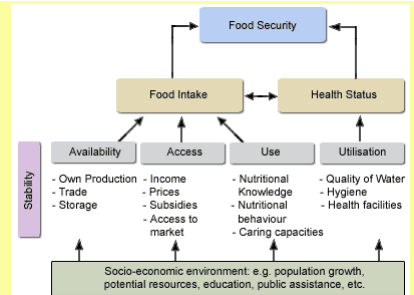 Food Security
Food Intake
Health Status
Stability
Availability
- Own Production
- Trade
- Storage
Access
- Income
- Prices
- Subsidies
- Access to
market
Use
- Nutritional
Knowledge
- Nutritional
behaviour
- Caring capacities
Utilisation
- Quality of Water
- Hygiene
- Health facilities
Socio-economic environment: e.g. population growth,
potential resources, education, public assistance, etc.